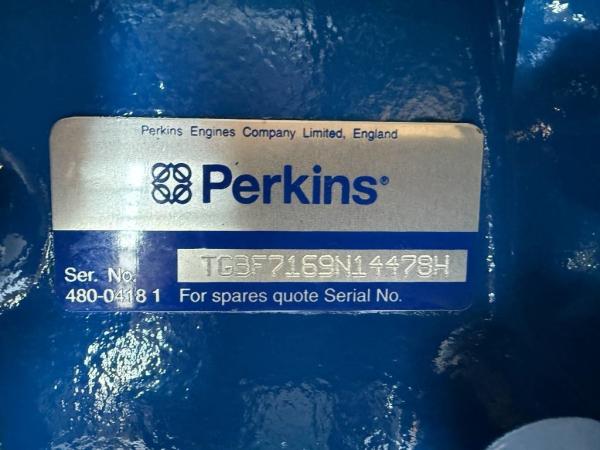 Perkins Engines Company Limited, England
Perkins®
Ser. No. TGBF7169N14478H
480-0418 1 For spares quote Serial No.